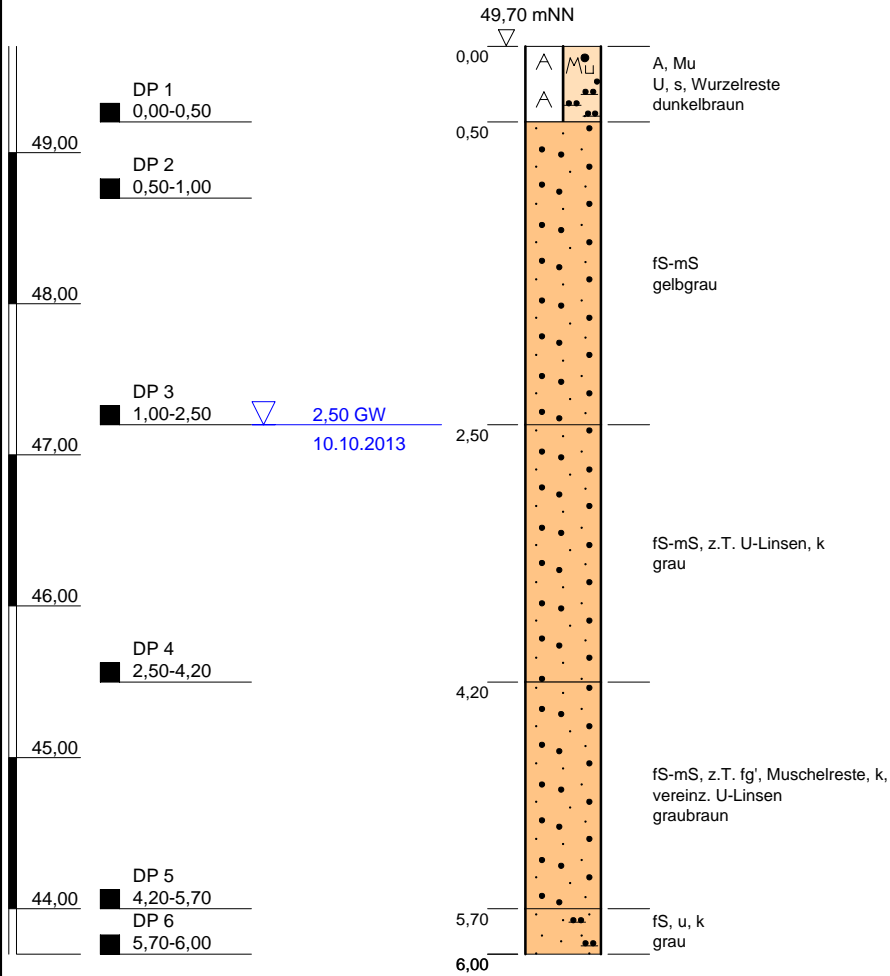 49,70 mNN
0,00
A
Mu
A
A, Mu
U, s, Wurzelreste
dunkelbraun
DP 1
0,00-0,50
0,50
49,00
DP 2
0,50-1,00
fS-mS
gelbgrau
48,00
DP 3
1,00-2,50
2,50 GW
10.10.2013
2,50
47,00
fS-mS, z.T. U-Linsen, k
grau
46,00
DP 4
2,50-4,20
4,20
45,00
fS-mS, z.T. fg', Muschelreste, k,
vereinz. U-Linsen
graubraun
DP 5
4,20-5,70
44,00
5,70
DP 6
5,70-6,00
fS, u, k
grau
6,00